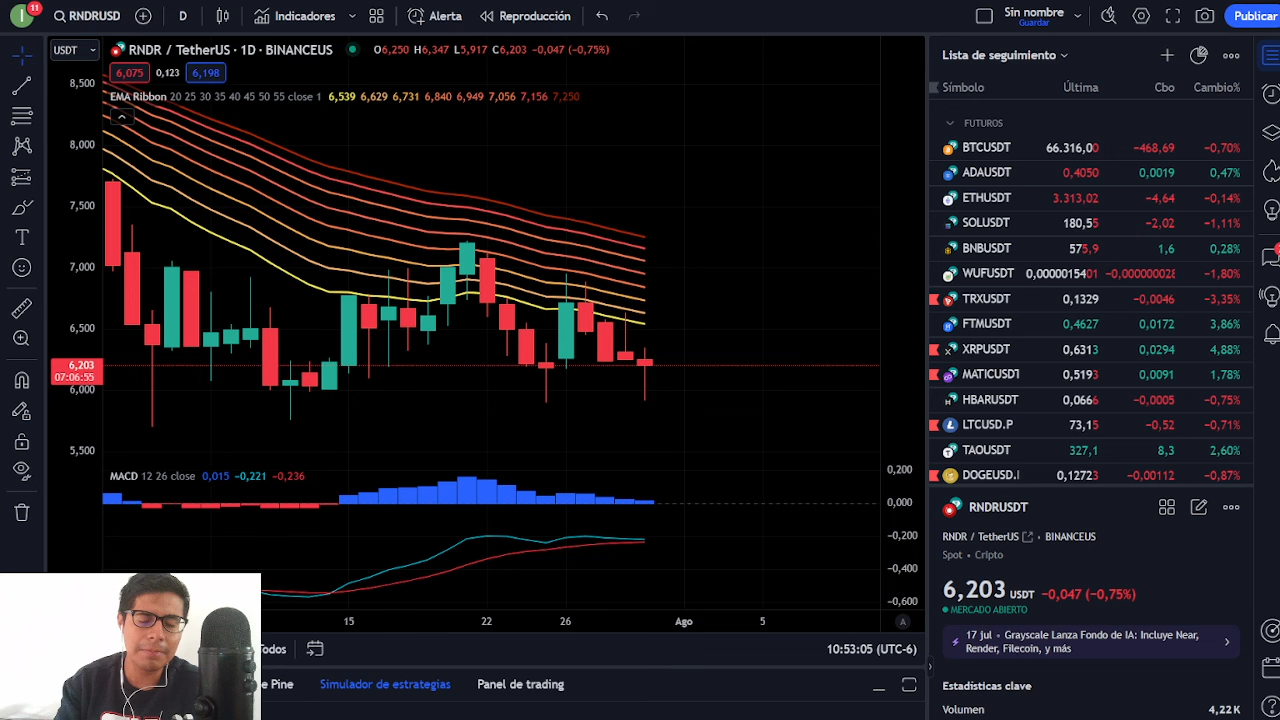 11
RNDRUSD
D
Indicadores
Alerta
Reproducción
Sin nombre
Guardar
Publicar
USDT
RNDR / TetherUS · 1D · BINANCEUS
O6,250 H6,347 L5,917 C6,203 −0,047 (−0,75%)
6,075 0,123 6,198
EMA Ribbon 20 25 30 35 40 45 50 55 close 1 6,539 6,629 6,731 6,840 6,949 7,056 7,156 7,250
8,500
8,000
7,500
7,000
6,500
6,203
07:06:55
6,000
5,500
MACD 12 26 close 0,015 −0,221 −0,236
0,200
0,000
−0,200
−0,400
−0,600
15 22 26 Ago 5
A
Todos
10:53:05 (UTC-6)
e Pine
Simulador de estrategias
Panel de trading
Lista de seguimiento
Símbolo Última Cbo Cambio%
FUTUROS
BTCUSDT 66.316,00 −468,69 −0,70%
ADAUSDT 0,4050 0,0019 0,47%
ETHUSDT 3.313,02 −4,64 −0,14%
SOLUSDT 180,55 −2,02 −1,11%
BNBUSDT 575,9 1,6 0,28%
WUFUSDT 0,0000015401 −0,000000028 −1,80%
TRXUSDT 0,1329 −0,0046 −3,35%
FTMUSDT 0,4627 0,0172 3,86%
XRPUSDT 0,6313 0,0294 4,88%
MATICUSDT 0,5193 0,0091 1,78%
HBARUSDT 0,0666 −0,0005 −0,75%
LTCUSD.P 73,15 −0,52 −0,71%
TAOUSDT 327,1 8,3 2,60%
DOGEUSD.I 0,12723 −0,00112 −0,87%
RNDRUSDT
RNDR / TetherUS · BINANCEUS
Spot · Cripto
6,203 USDT −0,047 (−0,75%)
MERCADO ABIERTO
17 jul · Grayscale Lanza Fondo de IA: Incluye Near,
Render, Filecoin, y más
Estadísticas clave
Volumen 4,22K